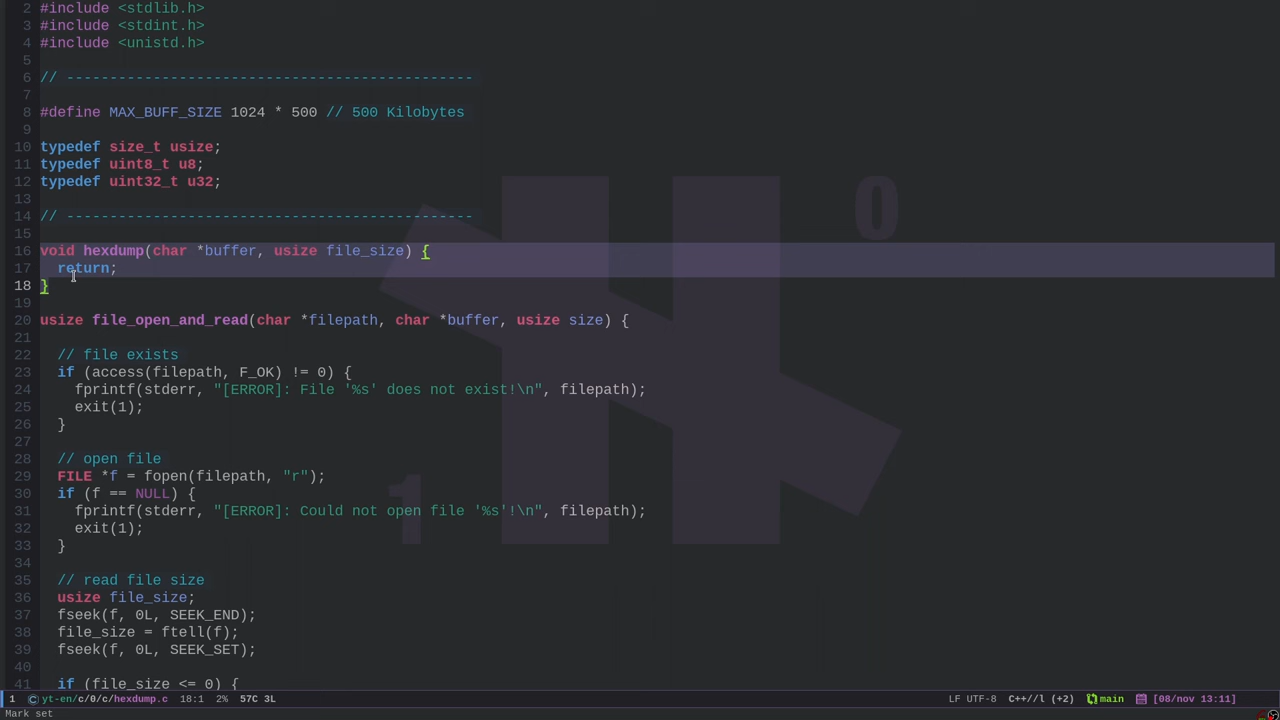 2 #include <stdlib.h>
3 #include <stdint.h>
4 #include <unistd.h>
5
6 // -----------------------------------------------
7
8 #define MAX_BUFF_SIZE 1024 * 500 // 500 Kilobytes
9
10 typedef size_t usize;
11 typedef uint8_t u8;
12 typedef uint32_t u32;
13
14 // -----------------------------------------------
15
16 void hexdump(char *buffer, usize file_size) {
17   return;
18 }
19
20 usize file_open_and_read(char *filepath, char *buffer, usize size) {
21
22   // file exists
23   if (access(filepath, F_OK) != 0) {
24     fprintf(stderr, "[ERROR]: File '%s' does not exist!\n", filepath);
25     exit(1);
26   }
27
28   // open file
29   FILE *f = fopen(filepath, "r");
30   if (f == NULL) {
31     fprintf(stderr, "[ERROR]: Could not open file '%s'!\n", filepath);
32     exit(1);
33   }
34
35   // read file size
36   usize file_size;
37   fseek(f, 0L, SEEK_END);
38   file_size = ftell(f);
39   fseek(f, 0L, SEEK_SET);
40
41   if (file_size <= 0) {
0
1
1 yt-en/c/0/c/hexdump.c 18:1 2% 57C 3L LF UTF-8 C++//l (+2) main [08/nov 13:11]
Mark set